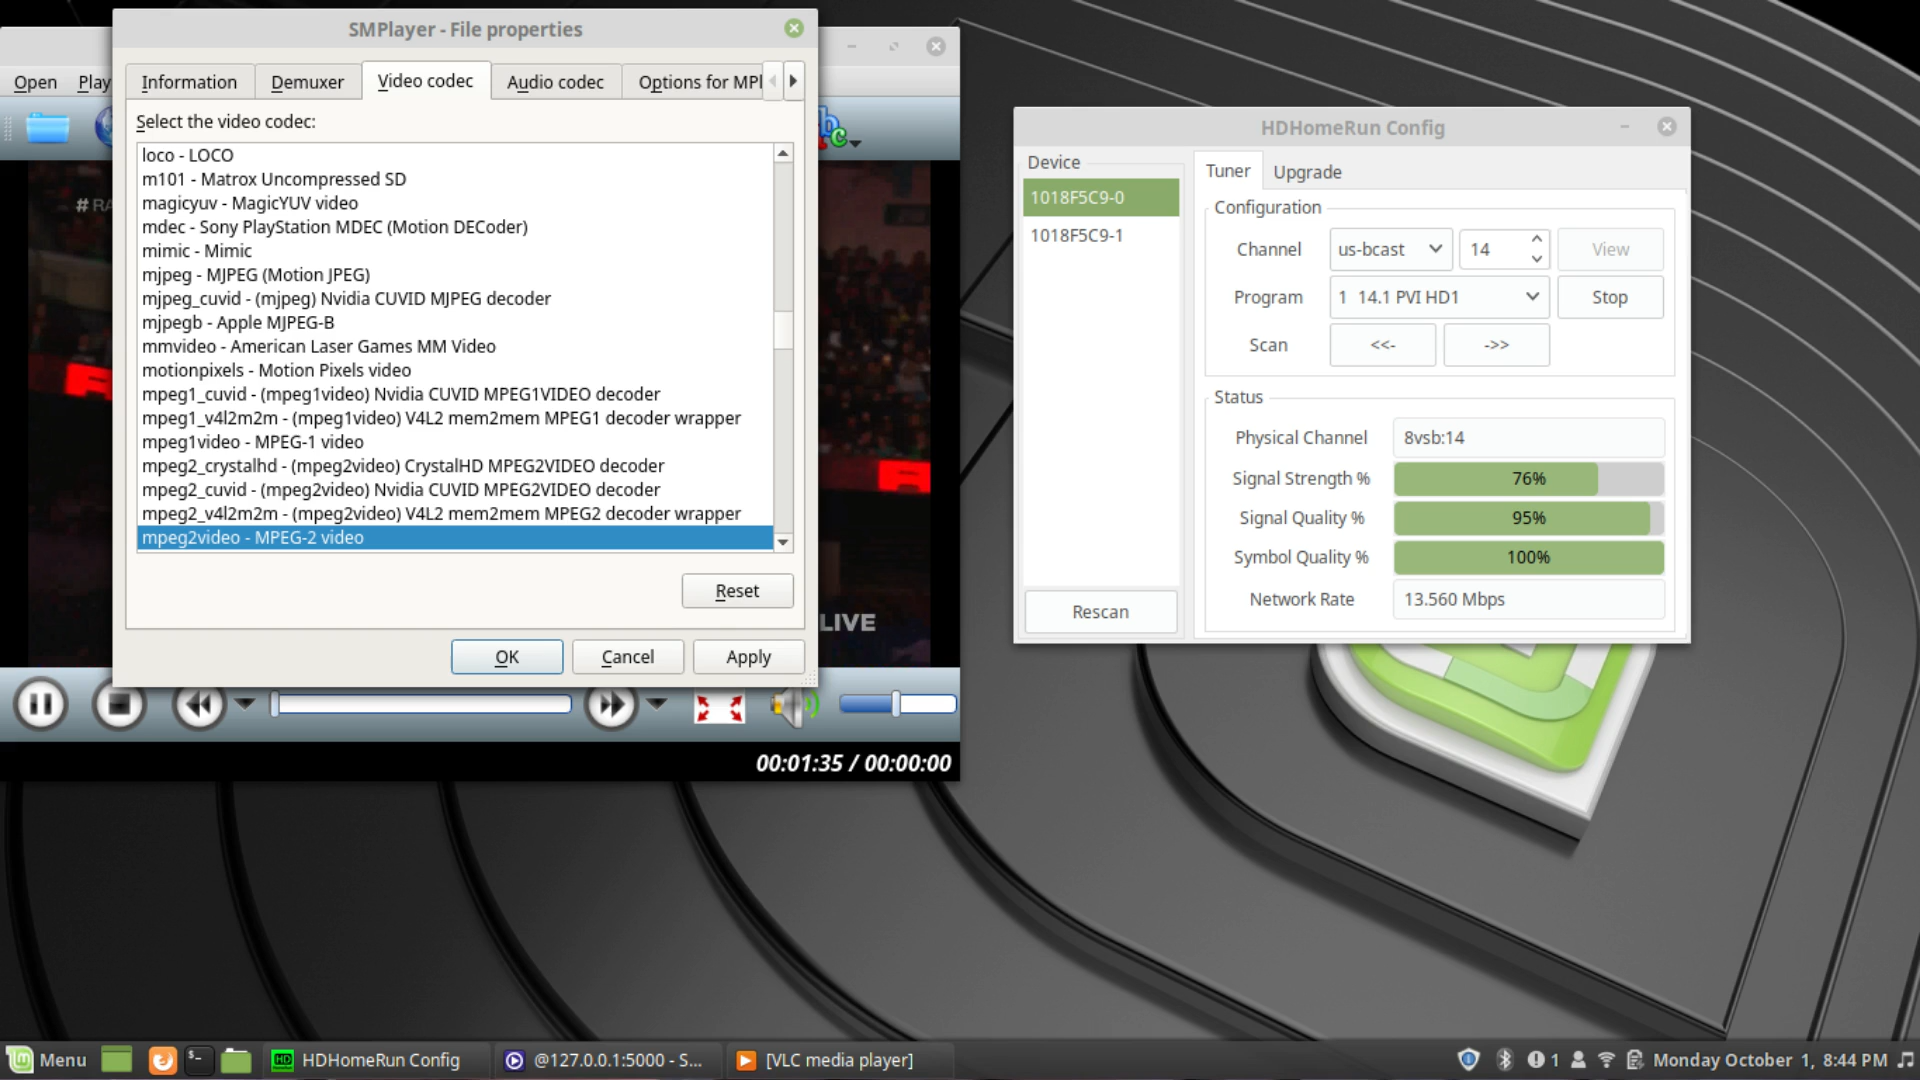 SMPlayer - File properties
Open Play
Information Demuxer Video codec Audio codec Options for MPl
Select the video codec:
loco - LOCO
m101 - Matrox Uncompressed SD
magicyuv - MagicYUV video
mdec - Sony PlayStation MDEC (Motion DECoder)
mimic - Mimic
mjpeg - MJPEG (Motion JPEG)
mjpeg_cuvid - (mjpeg) Nvidia CUVID MJPEG decoder
mjpegb - Apple MJPEG-B
mmvideo - American Laser Games MM Video
motionpixels - Motion Pixels video
mpeg1_cuvid - (mpeg1video) Nvidia CUVID MPEG1VIDEO decoder
mpeg1_v4l2m2m - (mpeg1video) V4L2 mem2mem MPEG1 decoder wrapper
mpeg1video - MPEG-1 video
mpeg2_crystalhd - (mpeg2video) CrystalHD MPEG2VIDEO decoder
mpeg2_cuvid - (mpeg2video) Nvidia CUVID MPEG2VIDEO decoder
mpeg2_v4l2m2m - (mpeg2video) V4L2 mem2mem MPEG2 decoder wrapper
mpeg2video - MPEG-2 video
Reset
OK Cancel Apply
# RA
LIVE
00:01:35 / 00:00:00
HDHomeRun Config
Device
1018F5C9-0
1018F5C9-1
Rescan
Tuner Upgrade
Configuration
Channel us-bcast 14 View
Program 1 14.1 PVI HD1 Stop
Scan <<- ->>
Status
Physical Channel 8vsb:14
Signal Strength % 76%
Signal Quality % 95%
Symbol Quality % 100%
Network Rate 13.560 Mbps
Menu HDHomeRun Config @127.0.0.1:5000 - S... [VLC media player] 1 Monday October 1, 8:44 PM